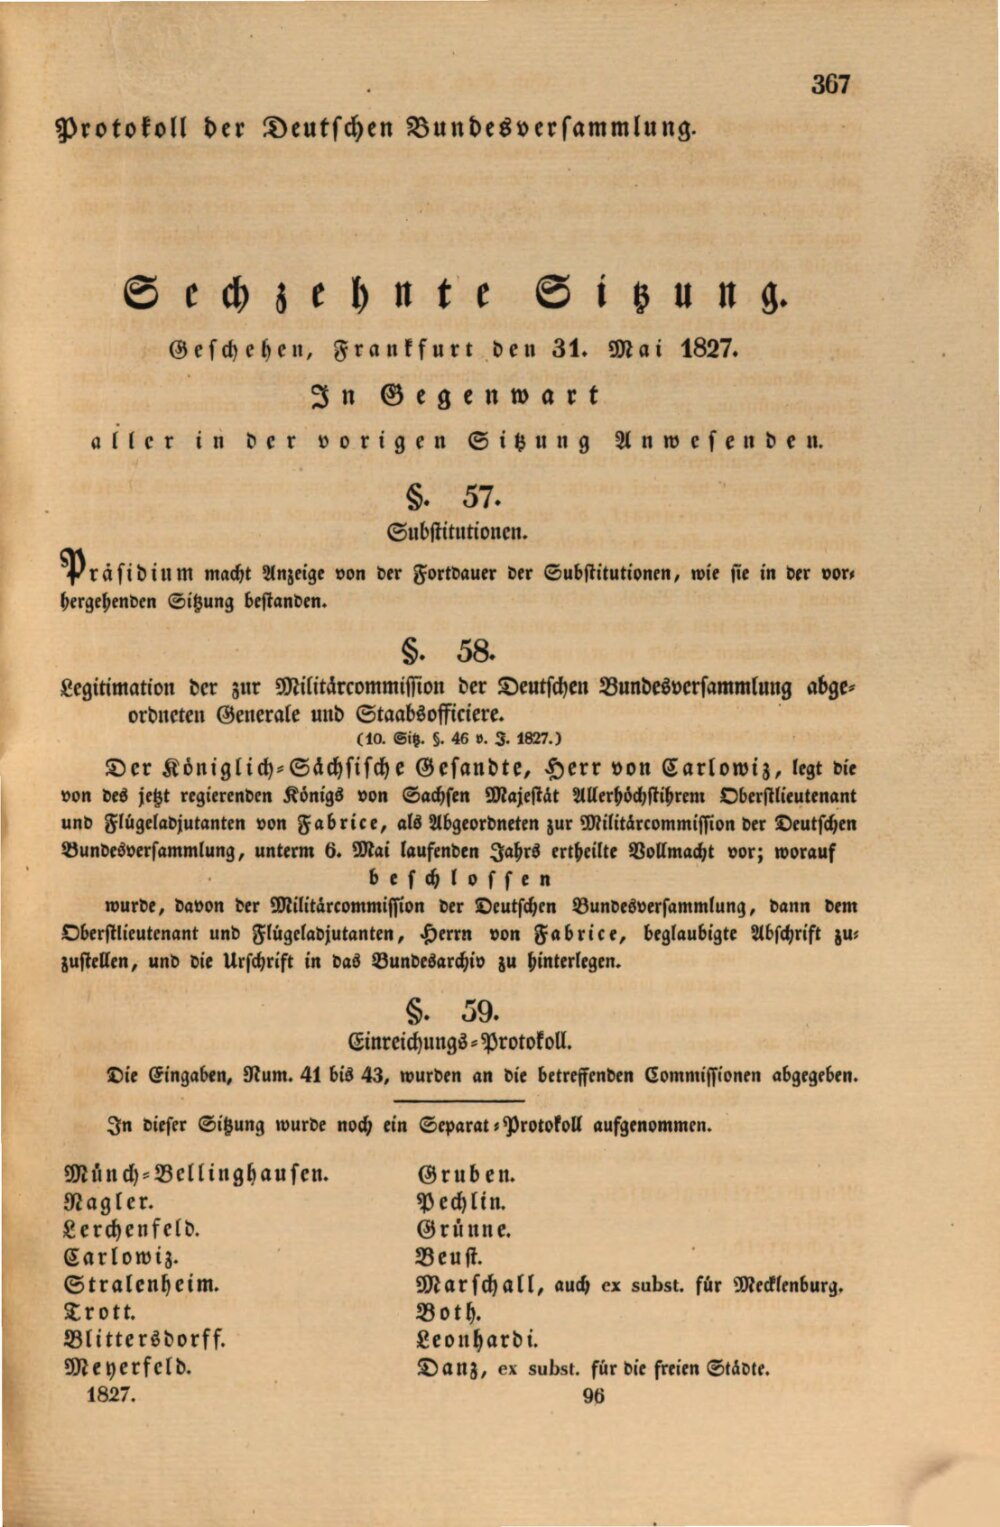 367
Protokoll der Deutschen Bundesversammlung.
Sechzehnte Sitzung.
Geschehen, Frankfurt den 31. Mai 1827.
In Gegenwart
aller in der vorigen Sitzung Anwesenden.
§. 57.
Substitutionen.
Präsidium macht Anzeige von der Fortdauer der Substitutionen, wie sie in der vor-
hergehenden Sitzung bestanden.
§. 58.
Legitimation der zur Militärcommission der Deutschen Bundesversammlung abge-
ordneten Generale und Staabsofficiere.
(10. Sitz. §. 46 v. J. 1827.)
Der Königlich-Sächsische Gesandte, Herr von Carlowiz, legt die
von des jetzt regierenden Königs von Sachsen Majestät Allerhöchstihrem Oberstlieutenant
und Flügeladjutanten von Fabrice, als Abgeordneten zur Militärcommission der Deutschen
Bundesversammlung, unterm 6. Mai laufenden Jahrs ertheilte Vollmacht vor; worauf
beschlossen
wurde, davon der Militärcommission der Deutschen Bundesversammlung, dann dem
Oberstlieutenant und Flügeladjutanten, Herrn von Fabrice, beglaubigte Abschrift zu-
zustellen, und die Urschrift in das Bundesarchiv zu hinterlegen.
§. 59.
Einreichungs-Protokoll.
Die Eingaben, Num. 41 bis 43, wurden an die betreffenden Commissionen abgegeben.
In dieser Sitzung wurde noch ein Separat-Protokoll aufgenommen.
Münch-Bellinghausen.
Nagler.
Lerchenfeld.
Carlowiz.
Stralenheim.
Trott.
Blittersdorff.
Meyerfeld.
Gruben.
Pechlin.
Grünne.
Beust.
Marschall, auch ex subst. für Mecklenburg.
Both.
Leonhardi.
Danz, ex subst. für die freien Städte.
1827.
96